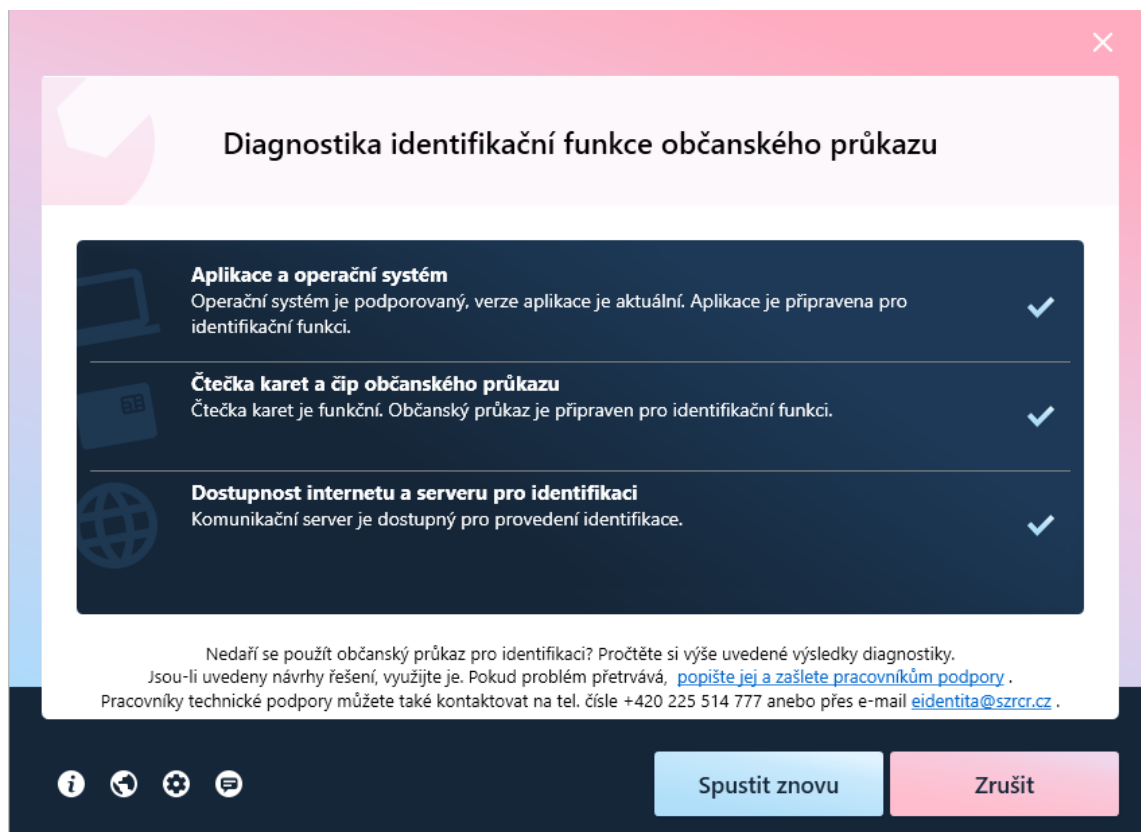 Diagnostika identifikační funkce občanského průkazu
Aplikace a operační systém
Operační systém je podporovaný, verze aplikace je aktuální. Aplikace je připravena pro
identifikační funkci.
Čtečka karet a čip občanského průkazu
Čtečka karet je funkční. Občanský průkaz je připraven pro identifikační funkci.
Dostupnost internetu a serveru pro identifikaci
Komunikační server je dostupný pro provedení identifikace.
Nedaří se použít občanský průkaz pro identifikaci? Pročtěte si výše uvedené výsledky diagnostiky.
Jsou-li uvedeny návrhy řešení, využijte je. Pokud problém přetrvává, popište jej a zašlete pracovníkům podpory .
Pracovníky technické podpory můžete také kontaktovat na tel. čísle +420 225 514 777 anebo přes e-mail eidentita@szrcr.cz .
Spustit znovu
Zrušit